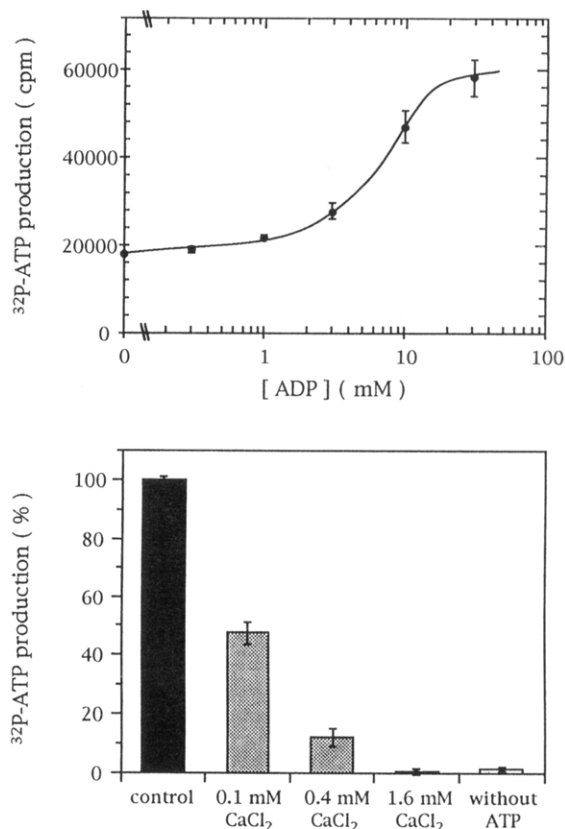 ³²P-ATP production ( cpm )
60000
40000
20000
0
0 1 10 100
[ ADP ] ( mM )
³²P-ATP production ( % )
100
80
60
40
20
0
control 0.1 mM 0.4 mM 1.6 mM without
CaCl₂ CaCl₂ CaCl₂ ATP